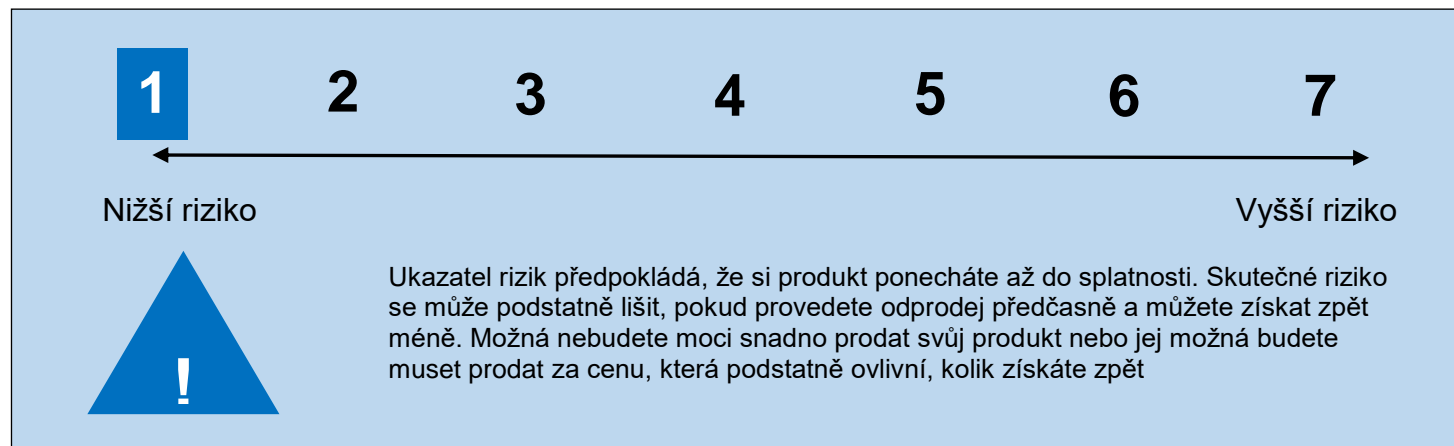 1 2 3 4 5 6 7
Nižší riziko Vyšší riziko
Ukazatel rizik předpokládá, že si produkt ponecháte až do splatnosti. Skutečné riziko
se může podstatně lišit, pokud provedete odprodej předčasně a můžete získat zpět
méně. Možná nebudete moci snadno prodat svůj produkt nebo jej možná budete
muset prodat za cenu, která podstatně ovlivní, kolik získáte zpět
!